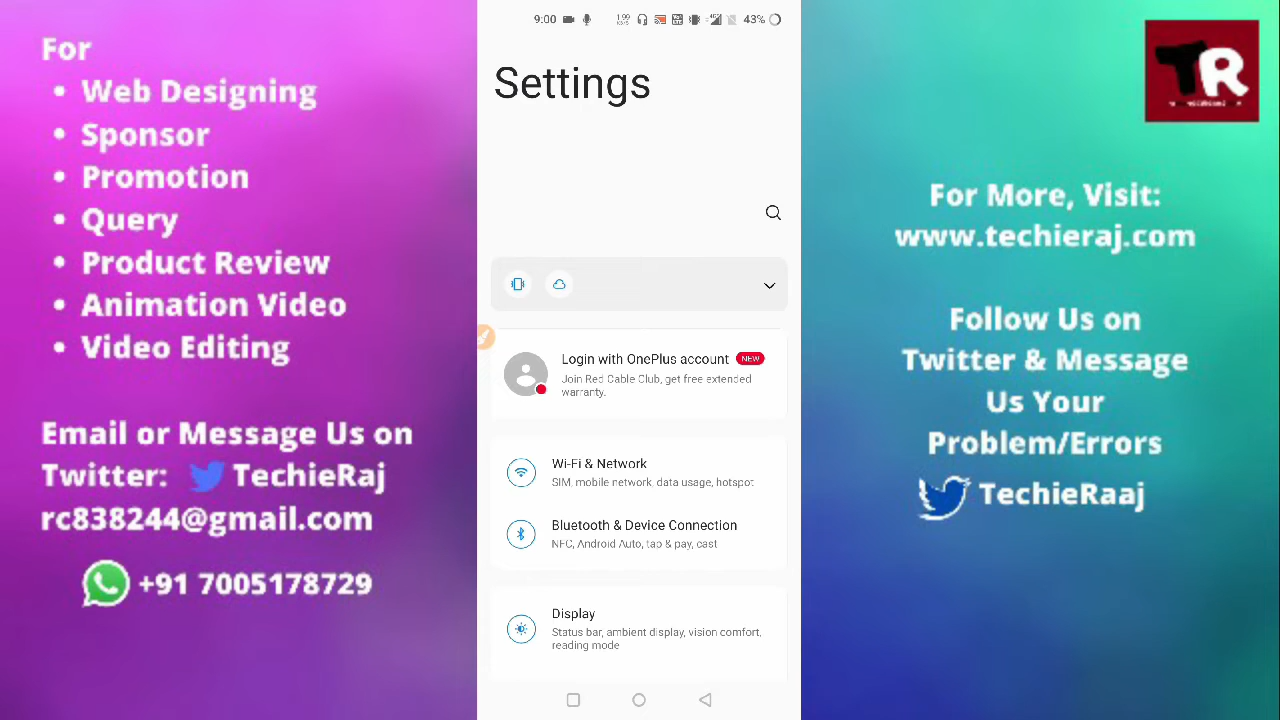 For
• Web Designing
• Sponsor
• Promotion
• Query
• Product Review
• Animation Video
• Video Editing
Email or Message Us on
Twitter: TechieRaj
rc838244@gmail.com
+91 7005178729
9:00
43%
Settings
Login with OnePlus account NEW
Join Red Cable Club, get free extended
warranty.
Wi-Fi & Network
SIM, mobile network, data usage, hotspot
Bluetooth & Device Connection
NFC, Android Auto, tap & pay, cast
Display
Status bar, ambient display, vision comfort,
reading mode
TR
For More, Visit:
www.techieraj.com
Follow Us on
Twitter & Message
Us Your
Problem/Errors
TechieRaaj